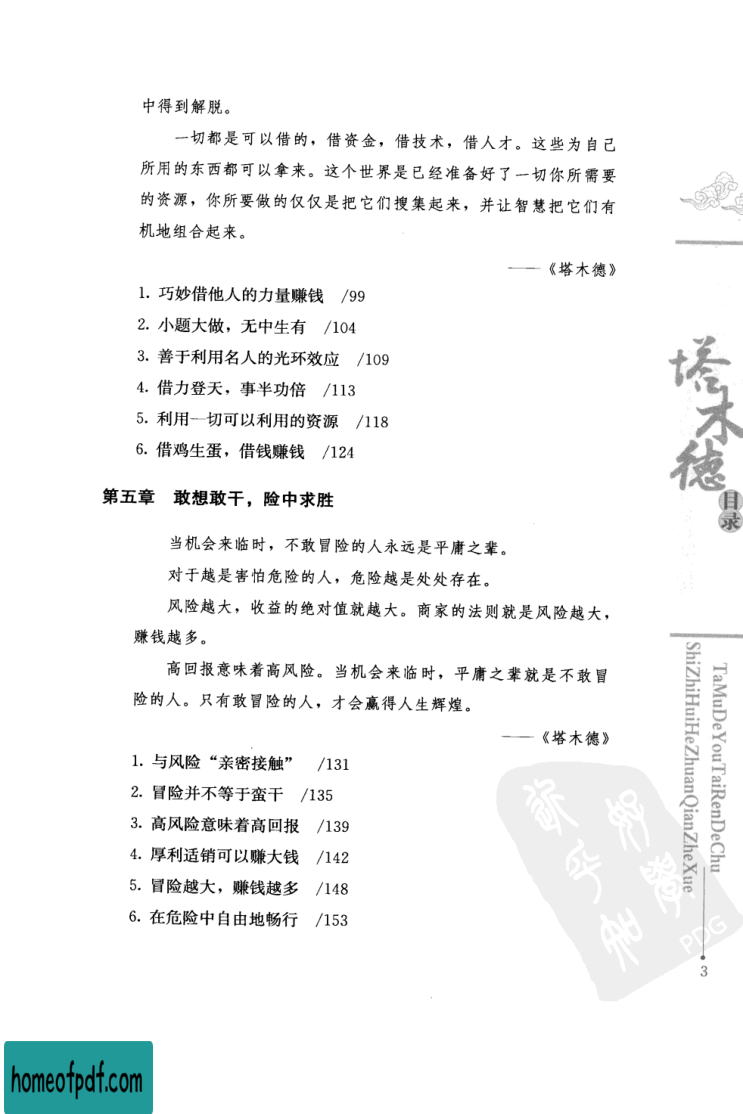 中得到解脱。
一切都是可以借的，借资金，借技术，借人才。这些为自己
所用的东西都可以拿来。这个世界是已经准备好了一切你所需要
的资源，你所要做的仅仅是把它们搜集起来，并让智慧把它们有
机地组合起来。
——《塔木德》
1. 巧妙借他人的力量赚钱 /99
2. 小题大做，无中生有 /104
3. 善于利用名人的光环效应 /109
4. 借力登天，事半功倍 /113
5. 利用一切可以利用的资源 /118
6. 借鸡生蛋，借钱赚钱 /124
第五章 敢想敢干，险中求胜
当机会来临时，不敢冒险的人永远是平庸之辈。
对于越是害怕危险的人，危险越是处处存在。
风险越大，收益的绝对值就越大。商家的法则就是风险越大，
赚钱越多。
高回报意味着高风险。当机会来临时，平庸之辈就是不敢冒
险的人。只有敢冒险的人，才会赢得人生辉煌。
——《塔木德》
1. 与风险“亲密接触” /131
2. 冒险并不等于蛮干 /135
3. 高风险意味着高回报 /139
4. 厚利适销可以赚大钱 /142
5. 冒险越大，赚钱越多 /148
6. 在危险中自由地畅行 /153
塔木德
目录
TaMuDeYouTaiRenDeChu
ShiZhiHuiHeZhuanQianZheXue
PDG
3
homeofpdf.com